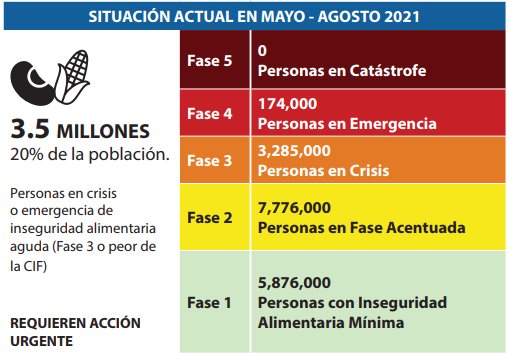 SITUACIÓN ACTUAL EN MAYO - AGOSTO 2021
3.5 MILLONES
20% de la población.
Personas en crisis
o emergencia de
inseguridad alimentaria
aguda (Fase 3 o peor de
la CIF)
REQUIEREN ACCIÓN
URGENTE
Fase 5
0
Personas en Catástrofe
Fase 4
174,000
Personas en Emergencia
Fase 3
3,285,000
Personas en Crisis
Fase 2
7,776,000
Personas en Fase Acentuada
Fase 1
5,876,000
Personas con Inseguridad
Alimentaria Mínima